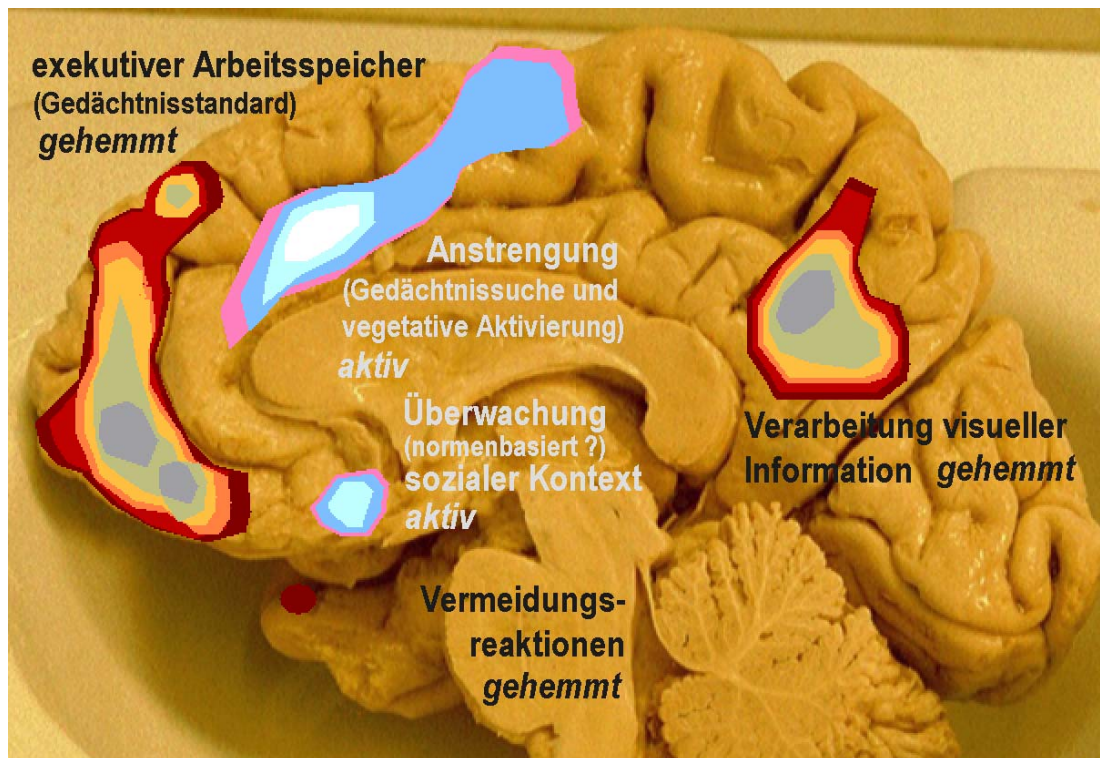 exekutiver Arbeitsspeicher
(Gedächtnisstandard)
gehemmt
Anstrengung
(Gedächtnissuche und
vegetative Aktivierung)
aktiv
Überwachung
(normenbasiert ?)
sozialer Kontext
aktiv
Verarbeitung visueller
Information gehemmt
Vermeidungs-
reaktionen
gehemmt